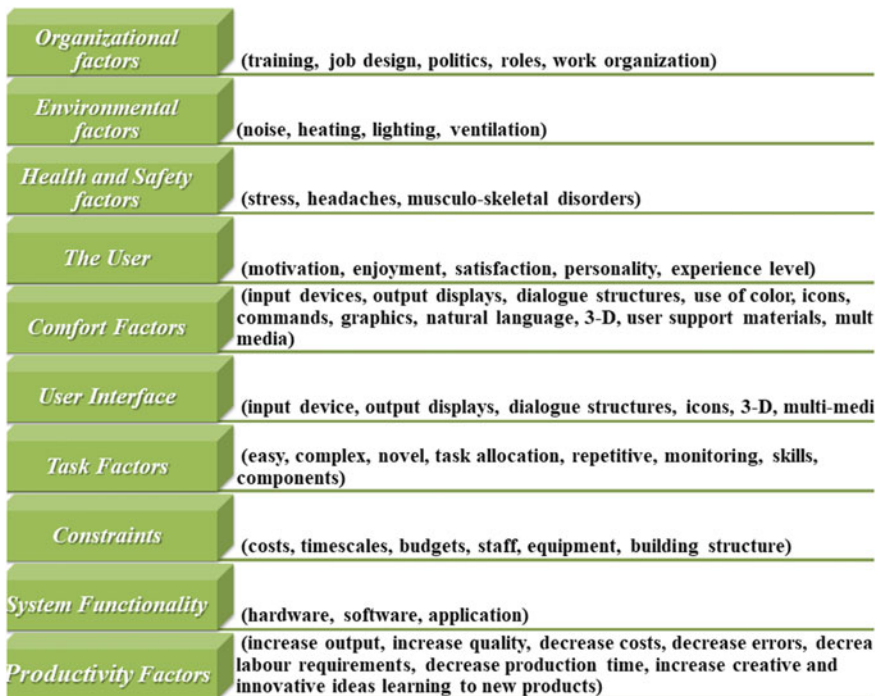 Organizational
factors
(training, job design, politics, roles, work organization)
Environmental
factors
(noise, heating, lighting, ventilation)
Health and Safety
factors
(stress, headaches, musculo-skeletal disorders)
The User
(motivation, enjoyment, satisfaction, personality, experience level)
Comfort Factors
(input devices, output displays, dialogue structures, use of color, icons,
commands, graphics, natural language, 3-D, user support materials, mult
media)
User Interface
(input device, output displays, dialogue structures, icons, 3-D, multi-medi
Task Factors
(easy, complex, novel, task allocation, repetitive, monitoring, skills,
components)
Constraints
(costs, timescales, budgets, staff, equipment, building structure)
System Functionality
(hardware, software, application)
Productivity Factors
(increase output, increase quality, decrease costs, decrease errors, decrea
labour requirements, decrease production time, increase creative and
innovative ideas learning to new products)